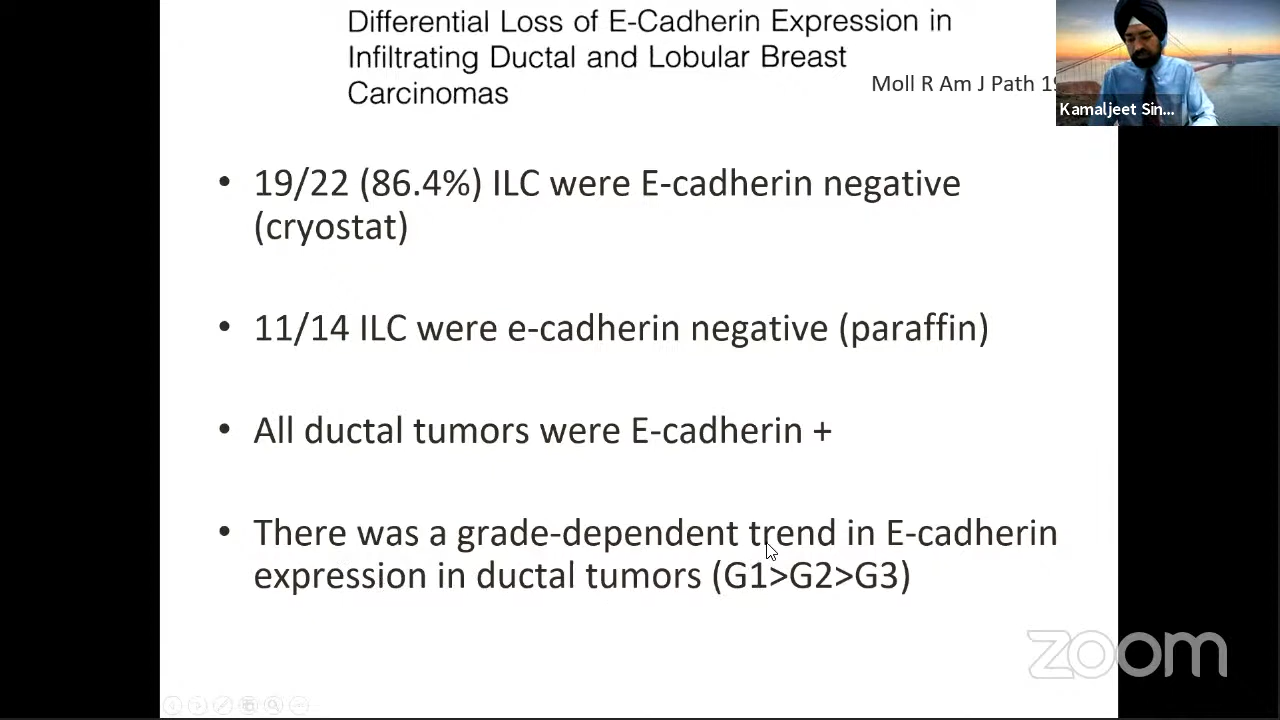 Differential Loss of E-Cadherin Expression in
Infiltrating Ductal and Lobular Breast
Carcinomas
Moll R Am J Path
Kamaljeet Sin...
• 19/22 (86.4%) ILC were E-cadherin negative
(cryostat)
• 11/14 ILC were e-cadherin negative (paraffin)
• All ductal tumors were E-cadherin +
• There was a grade-dependent trend in E-cadherin
expression in ductal tumors (G1>G2>G3)
zoom